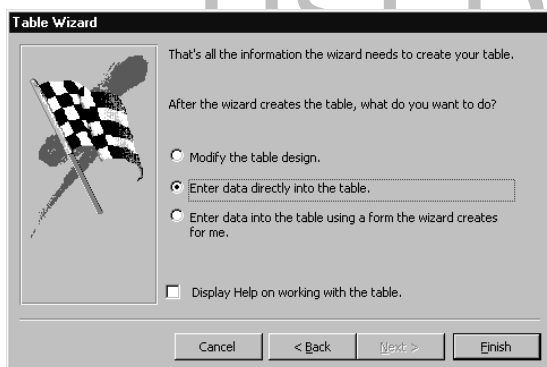 Table Wizard
That's all the information the wizard needs to create your table.
After the wizard creates the table, what do you want to do?
Modify the table design.
Enter data directly into the table.
Enter data into the table using a form the wizard creates
for me.
Display Help on working with the table.
Cancel
< Back
Next >
Finish